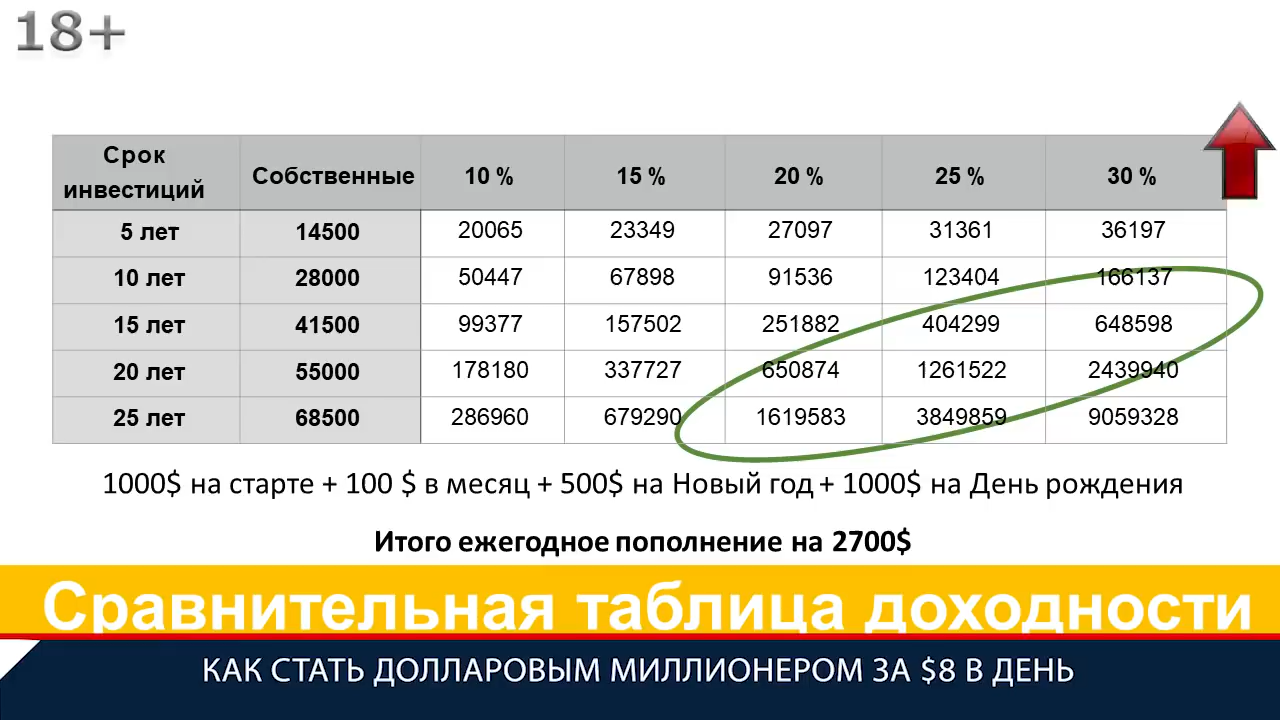 18+
Срок инвестиций Собственные 10 % 15 % 20 % 25 % 30 %
5 лет 14500 20065 23349 27097 31361 36197
10 лет 28000 50447 67898 91536 123404 166137
15 лет 41500 99377 157502 251882 404299 648598
20 лет 55000 178180 337727 650874 1261522 2439940
25 лет 68500 286960 679290 1619583 3849859 9059328
1000$ на старте + 100 $ в месяц + 500$ на Новый год + 1000$ на День рождения
Итого ежегодное пополнение на 2700$
Сравнительная таблица доходности
КАК СТАТЬ ДОЛЛАРОВЫМ МИЛЛИОНЕРОМ ЗА $8 В ДЕНЬ